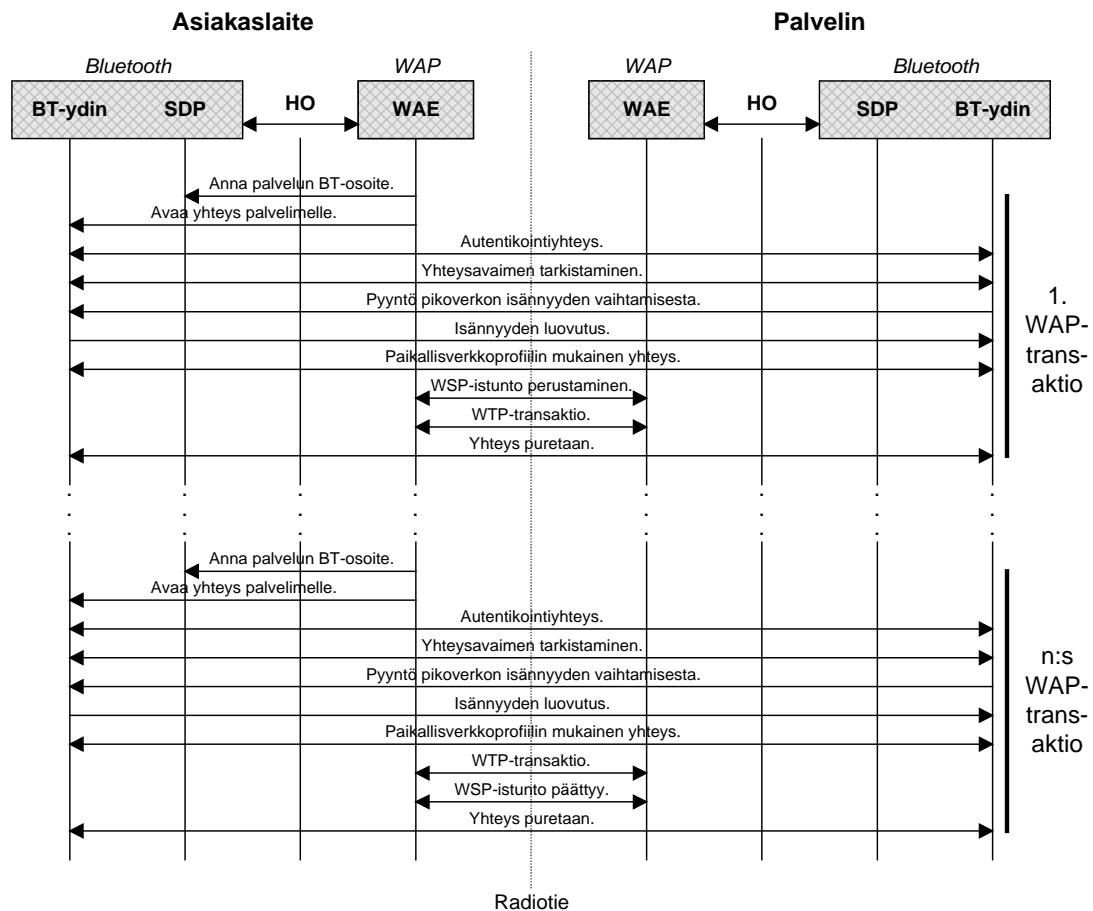 Asiakaslaite
Palvelin
Bluetooth
WAP
WAP
Bluetooth
BT-ydin
SDP
HO
WAE
WAE
HO
SDP
BT-ydin
Anna palvelun BT-osoite.
Avaa yhteys palvelimelle.
Autentikointiyhteys.
Yhteysavaimen tarkistaminen.
Pyyntö pikoverkon isännyyden vaihtamisesta.
Isännyyden luovutus.
Paikallisverkkoprofiilin mukainen yhteys.
WSP-istunto perustaminen.
WTP-transaktio.
Yhteys puretaan.
1.
WAP-
trans-
aktio
Anna palvelun BT-osoite.
Avaa yhteys palvelimelle.
Autentikointiyhteys.
Yhteysavaimen tarkistaminen.
Pyyntö pikoverkon isännyyden vaihtamisesta.
Isännyyden luovutus.
Paikallisverkkoprofiilin mukainen yhteys.
WTP-transaktio.
WSP-istunto päättyy.
Yhteys puretaan.
n:s
WAP-
trans-
aktio
Radiotie